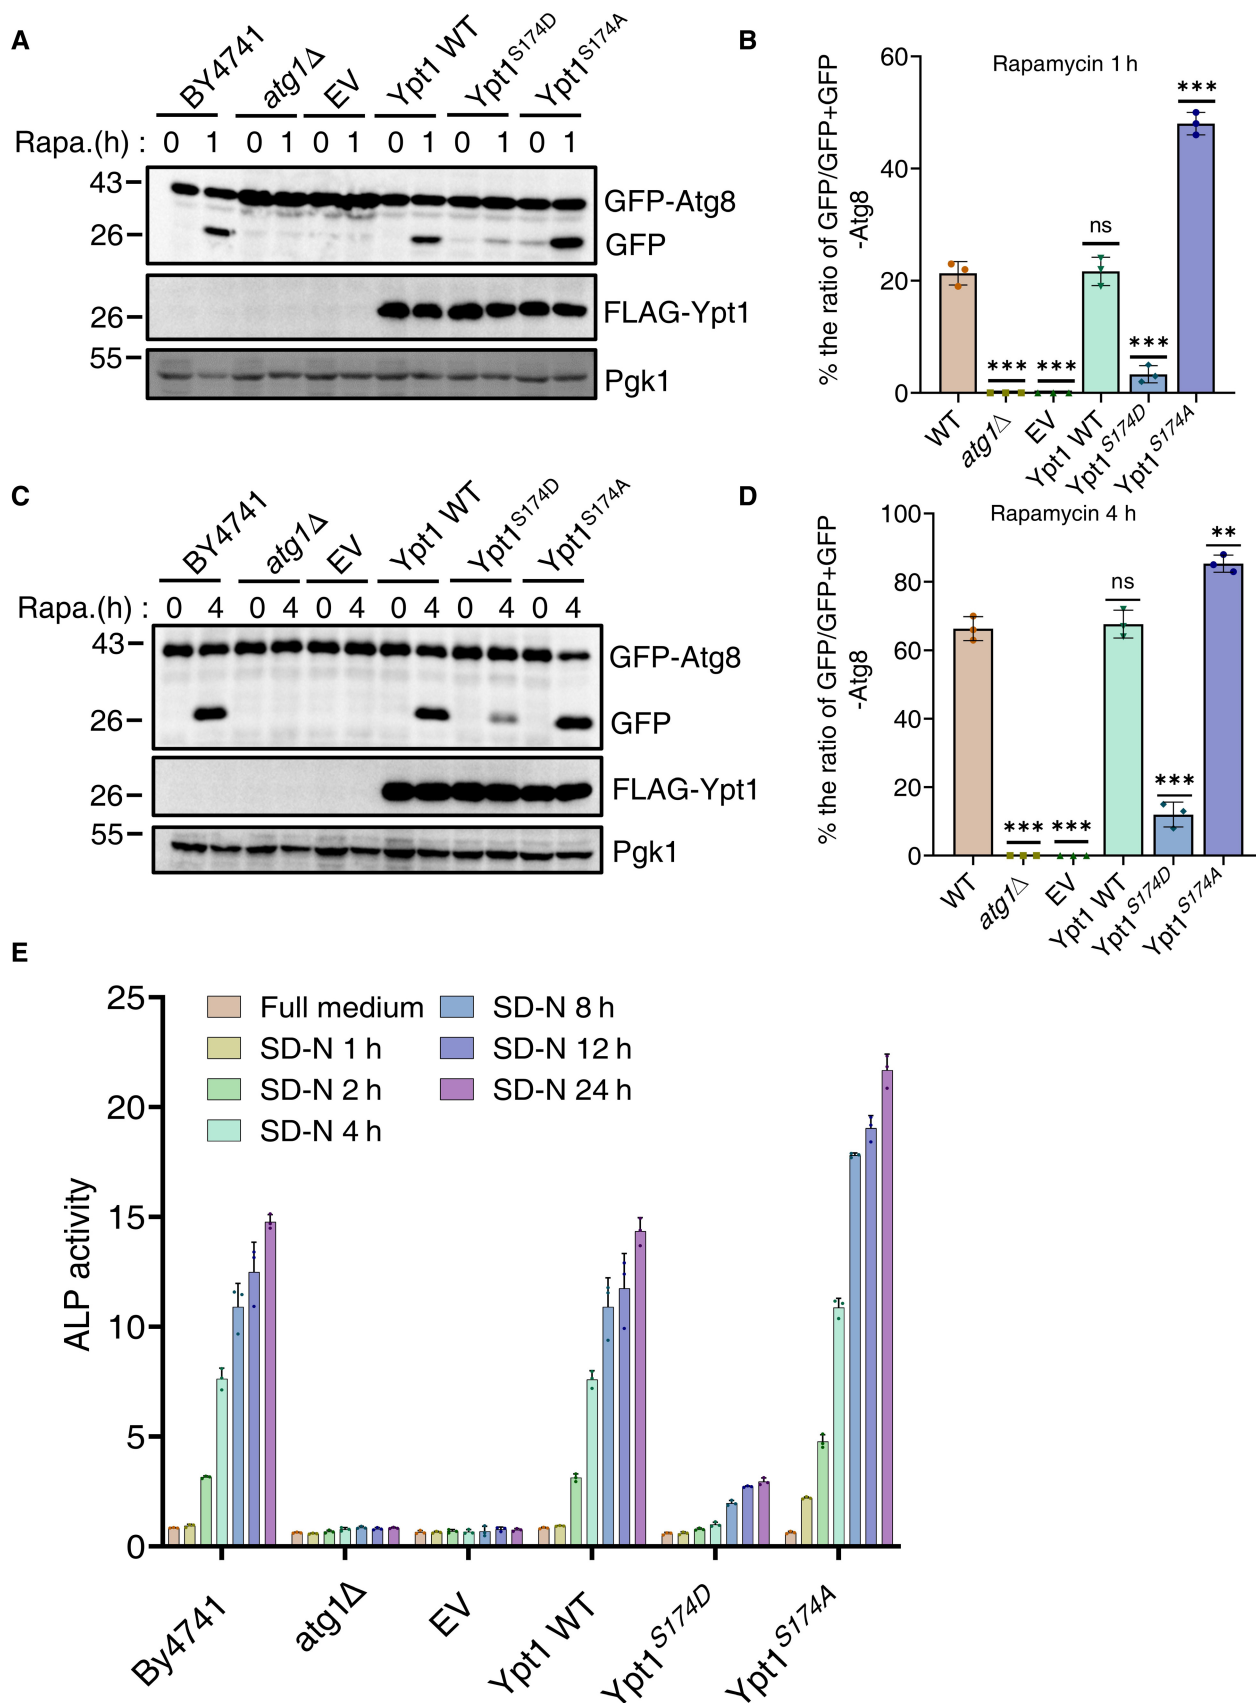 A
BY4741 atg1Δ EV Ypt1 WT Ypt1S174D Ypt1S174A
Rapa.(h) : 0 1 0 1 0 1 0 1 0 1 0 1
43
GFP-Atg8
26
GFP
26
FLAG-Ypt1
55
Pgk1
B
Rapamycin 1 h
% the ratio of GFP/GFP+GFP
-Atg8
60
40
20
0
*** *** ns *** ***
WT atg1Δ EV Ypt1 WT Ypt1S174D Ypt1S174A
C
BY4741 atg1Δ EV Ypt1 WT Ypt1S174D Ypt1S174A
Rapa.(h) : 0 4 0 4 0 4 0 4 0 4 0 4
43
GFP-Atg8
26
GFP
26
FLAG-Ypt1
55
Pgk1
D
Rapamycin 4 h
% the ratio of GFP/GFP+GFP
-Atg8
100
80
60
40
20
0
*** *** ns *** **
WT atg1Δ EV Ypt1 WT Ypt1S174D Ypt1S174A
E
ALP activity
25
20
15
10
5
0
Full medium
SD-N 1 h
SD-N 2 h
SD-N 4 h
SD-N 8 h
SD-N 12 h
SD-N 24 h
By4741 atg1Δ EV Ypt1 WT Ypt1S174D Ypt1S174A